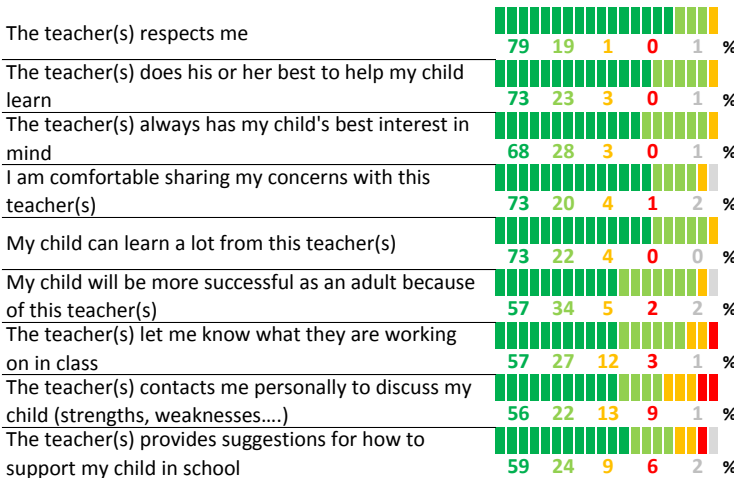 The teacher(s) respects me
79 19 1 0 1 %
The teacher(s) does his or her best to help my child
learn
73 23 3 0 1 %
The teacher(s) always has my child's best interest in
mind
68 28 3 0 1 %
I am comfortable sharing my concerns with this
teacher(s)
73 20 4 1 2 %
My child can learn a lot from this teacher(s)
73 22 4 0 0 %
My child will be more successful as an adult because
of this teacher(s)
57 34 5 2 2 %
The teacher(s) let me know what they are working
on in class
57 27 12 3 1 %
The teacher(s) contacts me personally to discuss my
child (strengths, weaknesses....)
56 22 13 9 1 %
The teacher(s) provides suggestions for how to
support my child in school
59 24 9 6 2 %